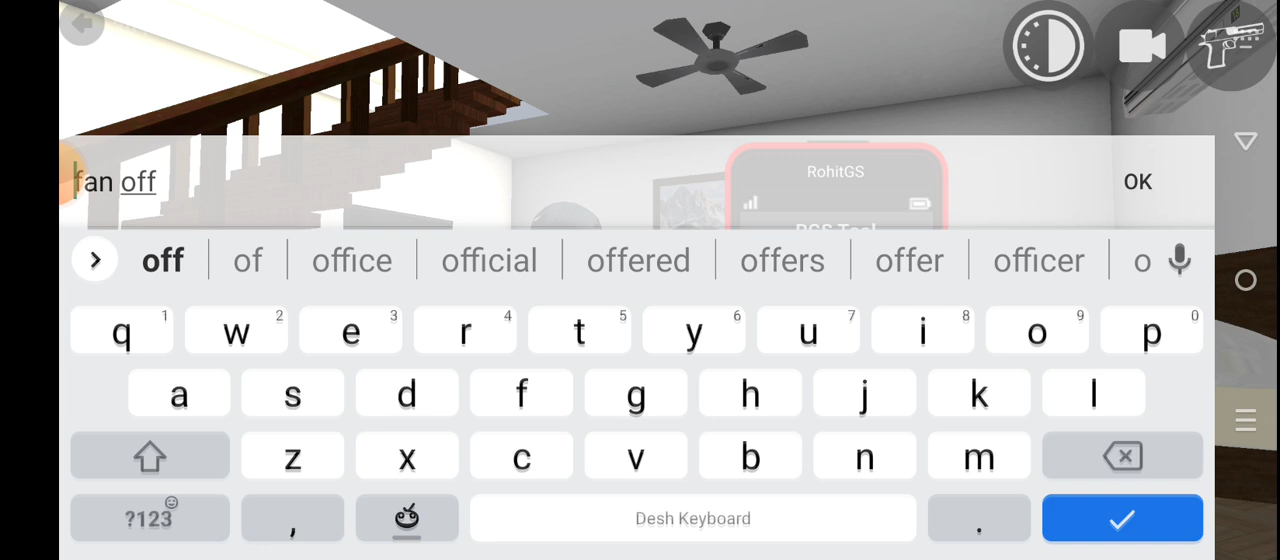 RohitGS
fan off
OK
off of office official offered offers offer officer o
q 1 w 2 e 3 r 4 t 5 y 6 u 7 i 8 o 9 p 0
a s d f g h j k l
z x c v b n m
?123 , Desh Keyboard .